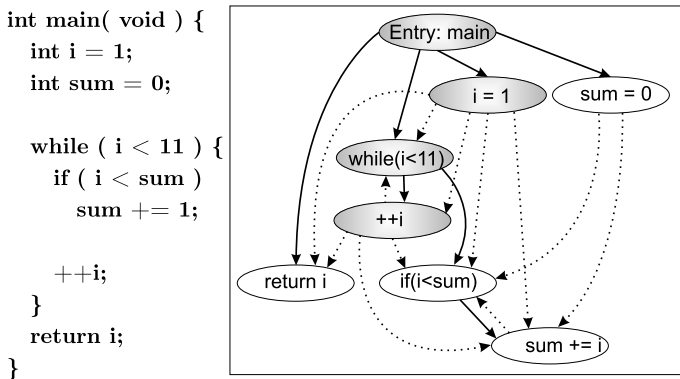 int main( void ) {
int i = 1;
int sum = 0;
while ( i < 11 ) {
if ( i < sum )
sum += 1;
++i;
}
return i;
}
Entry: main
i = 1
sum = 0
while(i<11)
++i
return i
if(i<sum)
sum += i